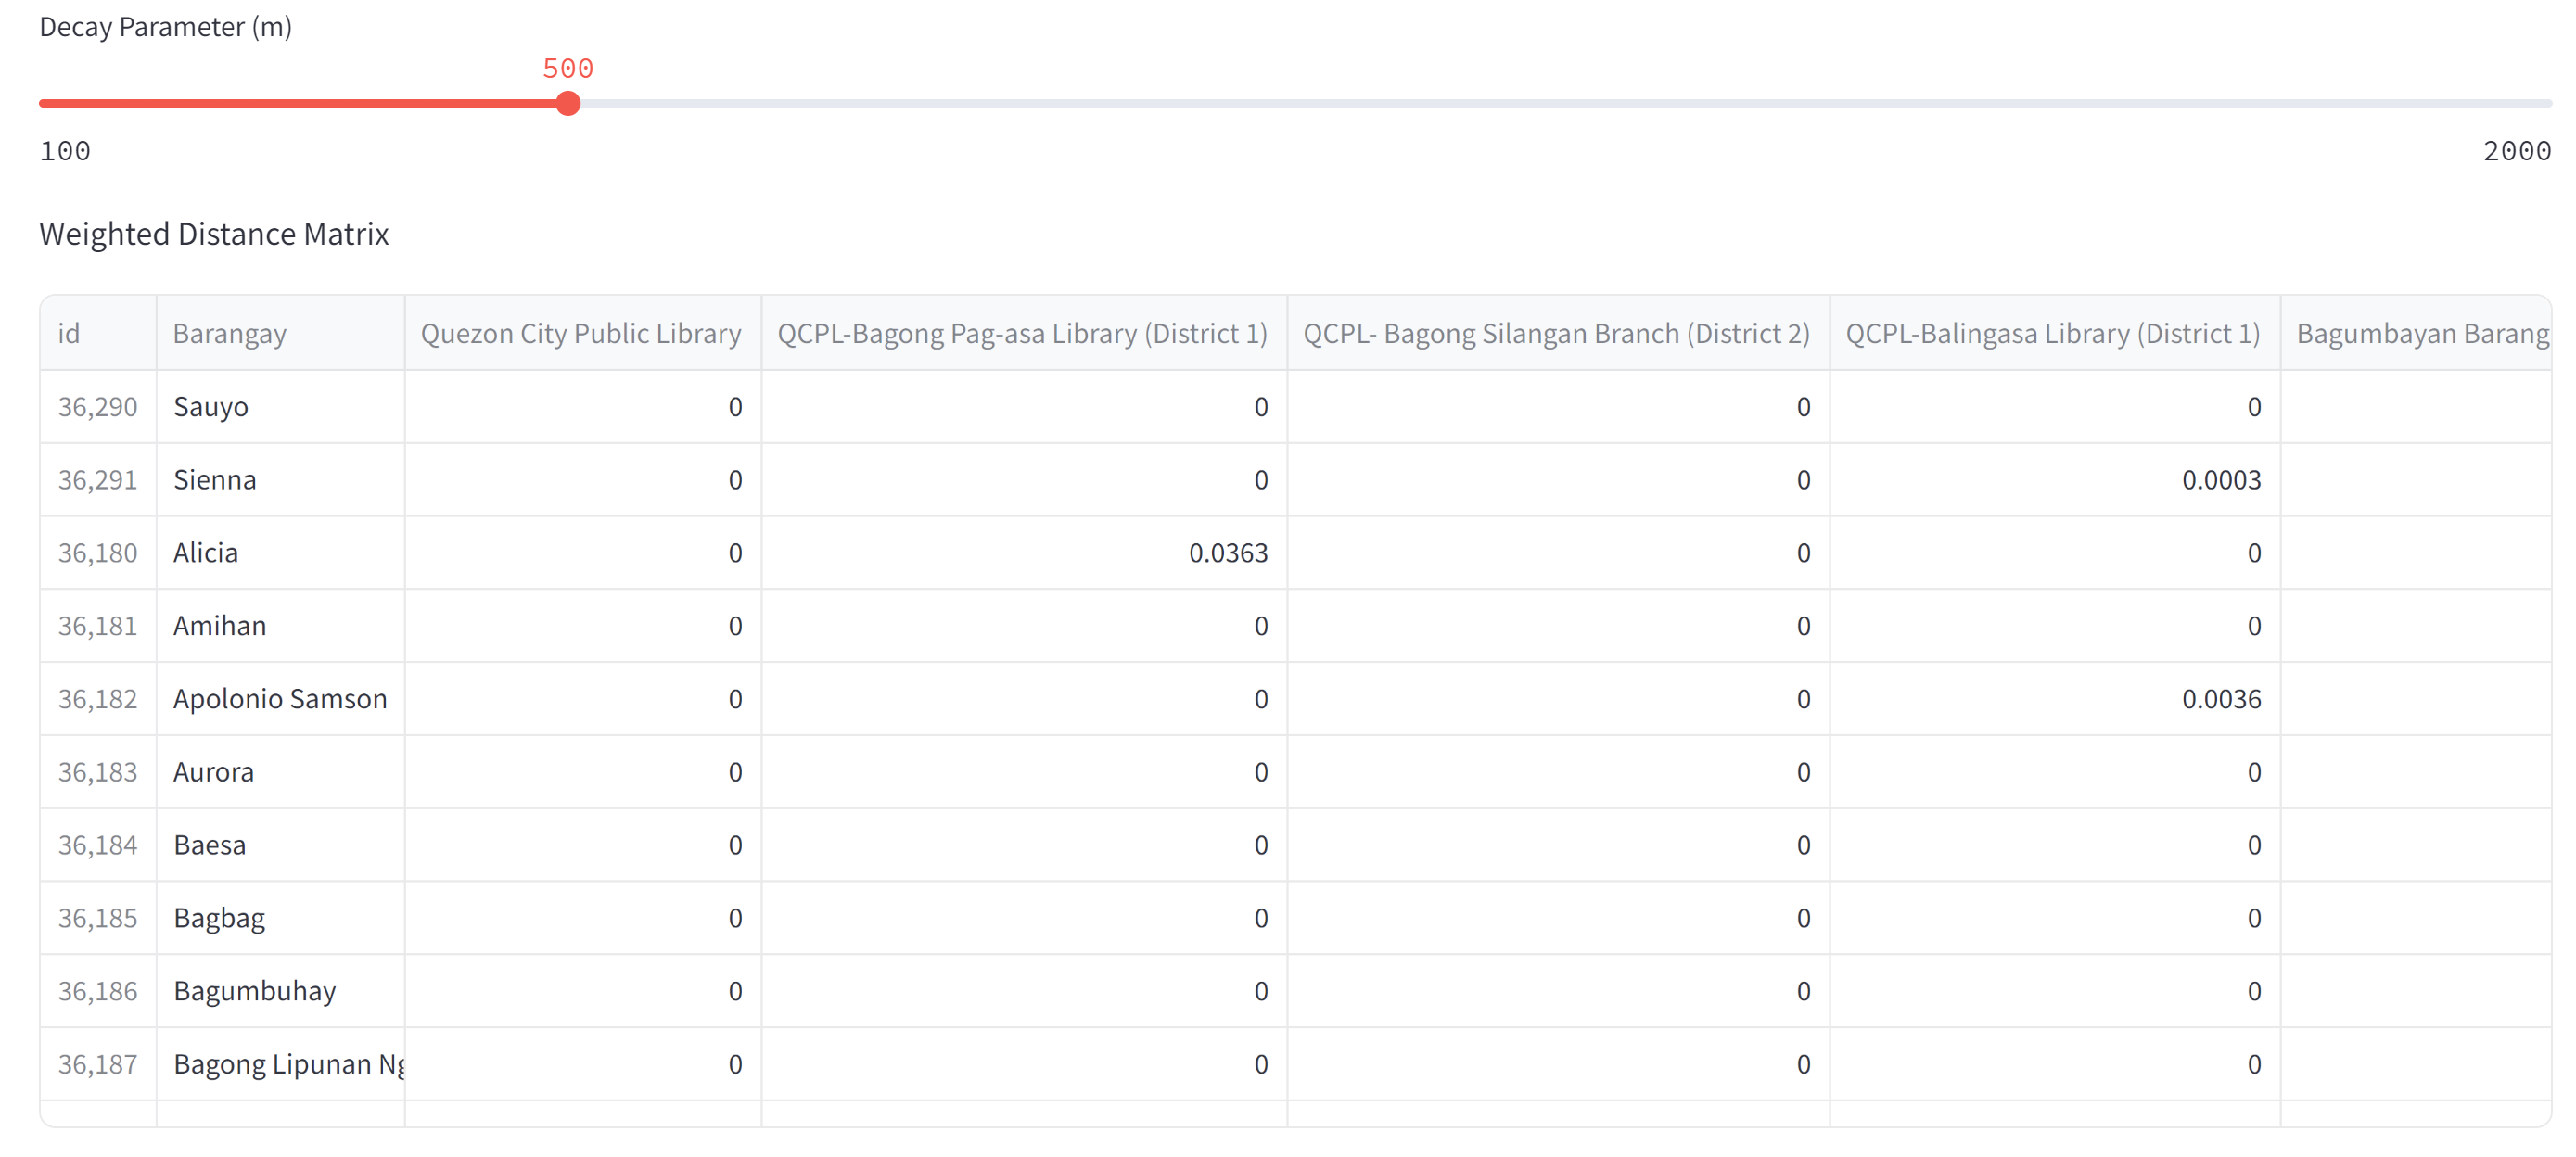 Decay Parameter (m)
500
100 2000
Weighted Distance Matrix
id Barangay Quezon City Public Library QCPL-Bagong Pag-asa Library (District 1) QCPL- Bagong Silangan Branch (District 2) QCPL-Balingasa Library (District 1) Bagumbayan Barang
36,290 Sauyo 0 0 0 0
36,291 Sienna 0 0 0 0.0003
36,180 Alicia 0 0.0363 0 0
36,181 Amihan 0 0 0 0
36,182 Apolonio Samson 0 0 0 0.0036
36,183 Aurora 0 0 0 0
36,184 Baesa 0 0 0 0
36,185 Bagbag 0 0 0 0
36,186 Bagumbuhay 0 0 0 0
36,187 Bagong Lipunan Ng 0 0 0 0